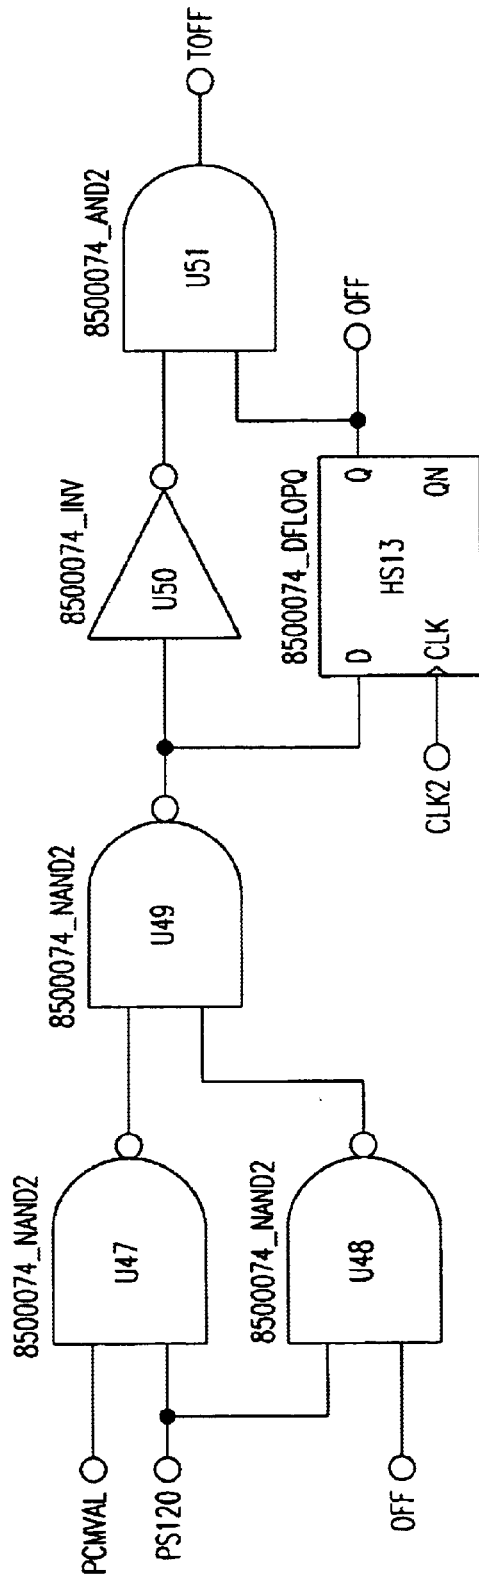 PCMVAL
PS120
OFF
8500074_NAND2
U47
8500074_NAND2
U48
8500074_NAND2
U49
8500074_INV
U50
8500074_AND2
U51
TOFF
8500074_DFLOPQ
D
Q
HS13
CLK
QN
CLK2
OFF